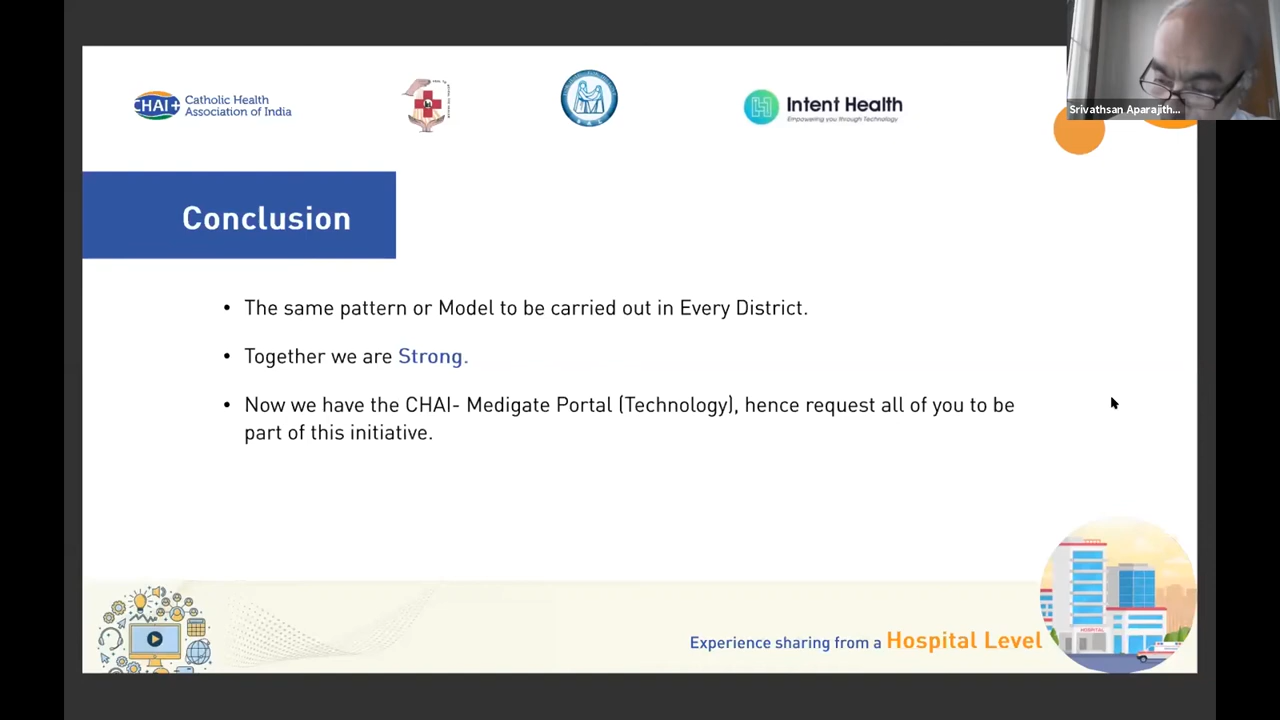 CHAI+ Catholic Health
Association of India
Intent Health
Empowering you through Technology
Srivathsan Aparajith...
Conclusion
• The same pattern or Model to be carried out in Every District.
• Together we are Strong.
• Now we have the CHAI- Medigate Portal (Technology), hence request all of you to be
part of this initiative.
HOSPITAL
Experience sharing from a Hospital Level